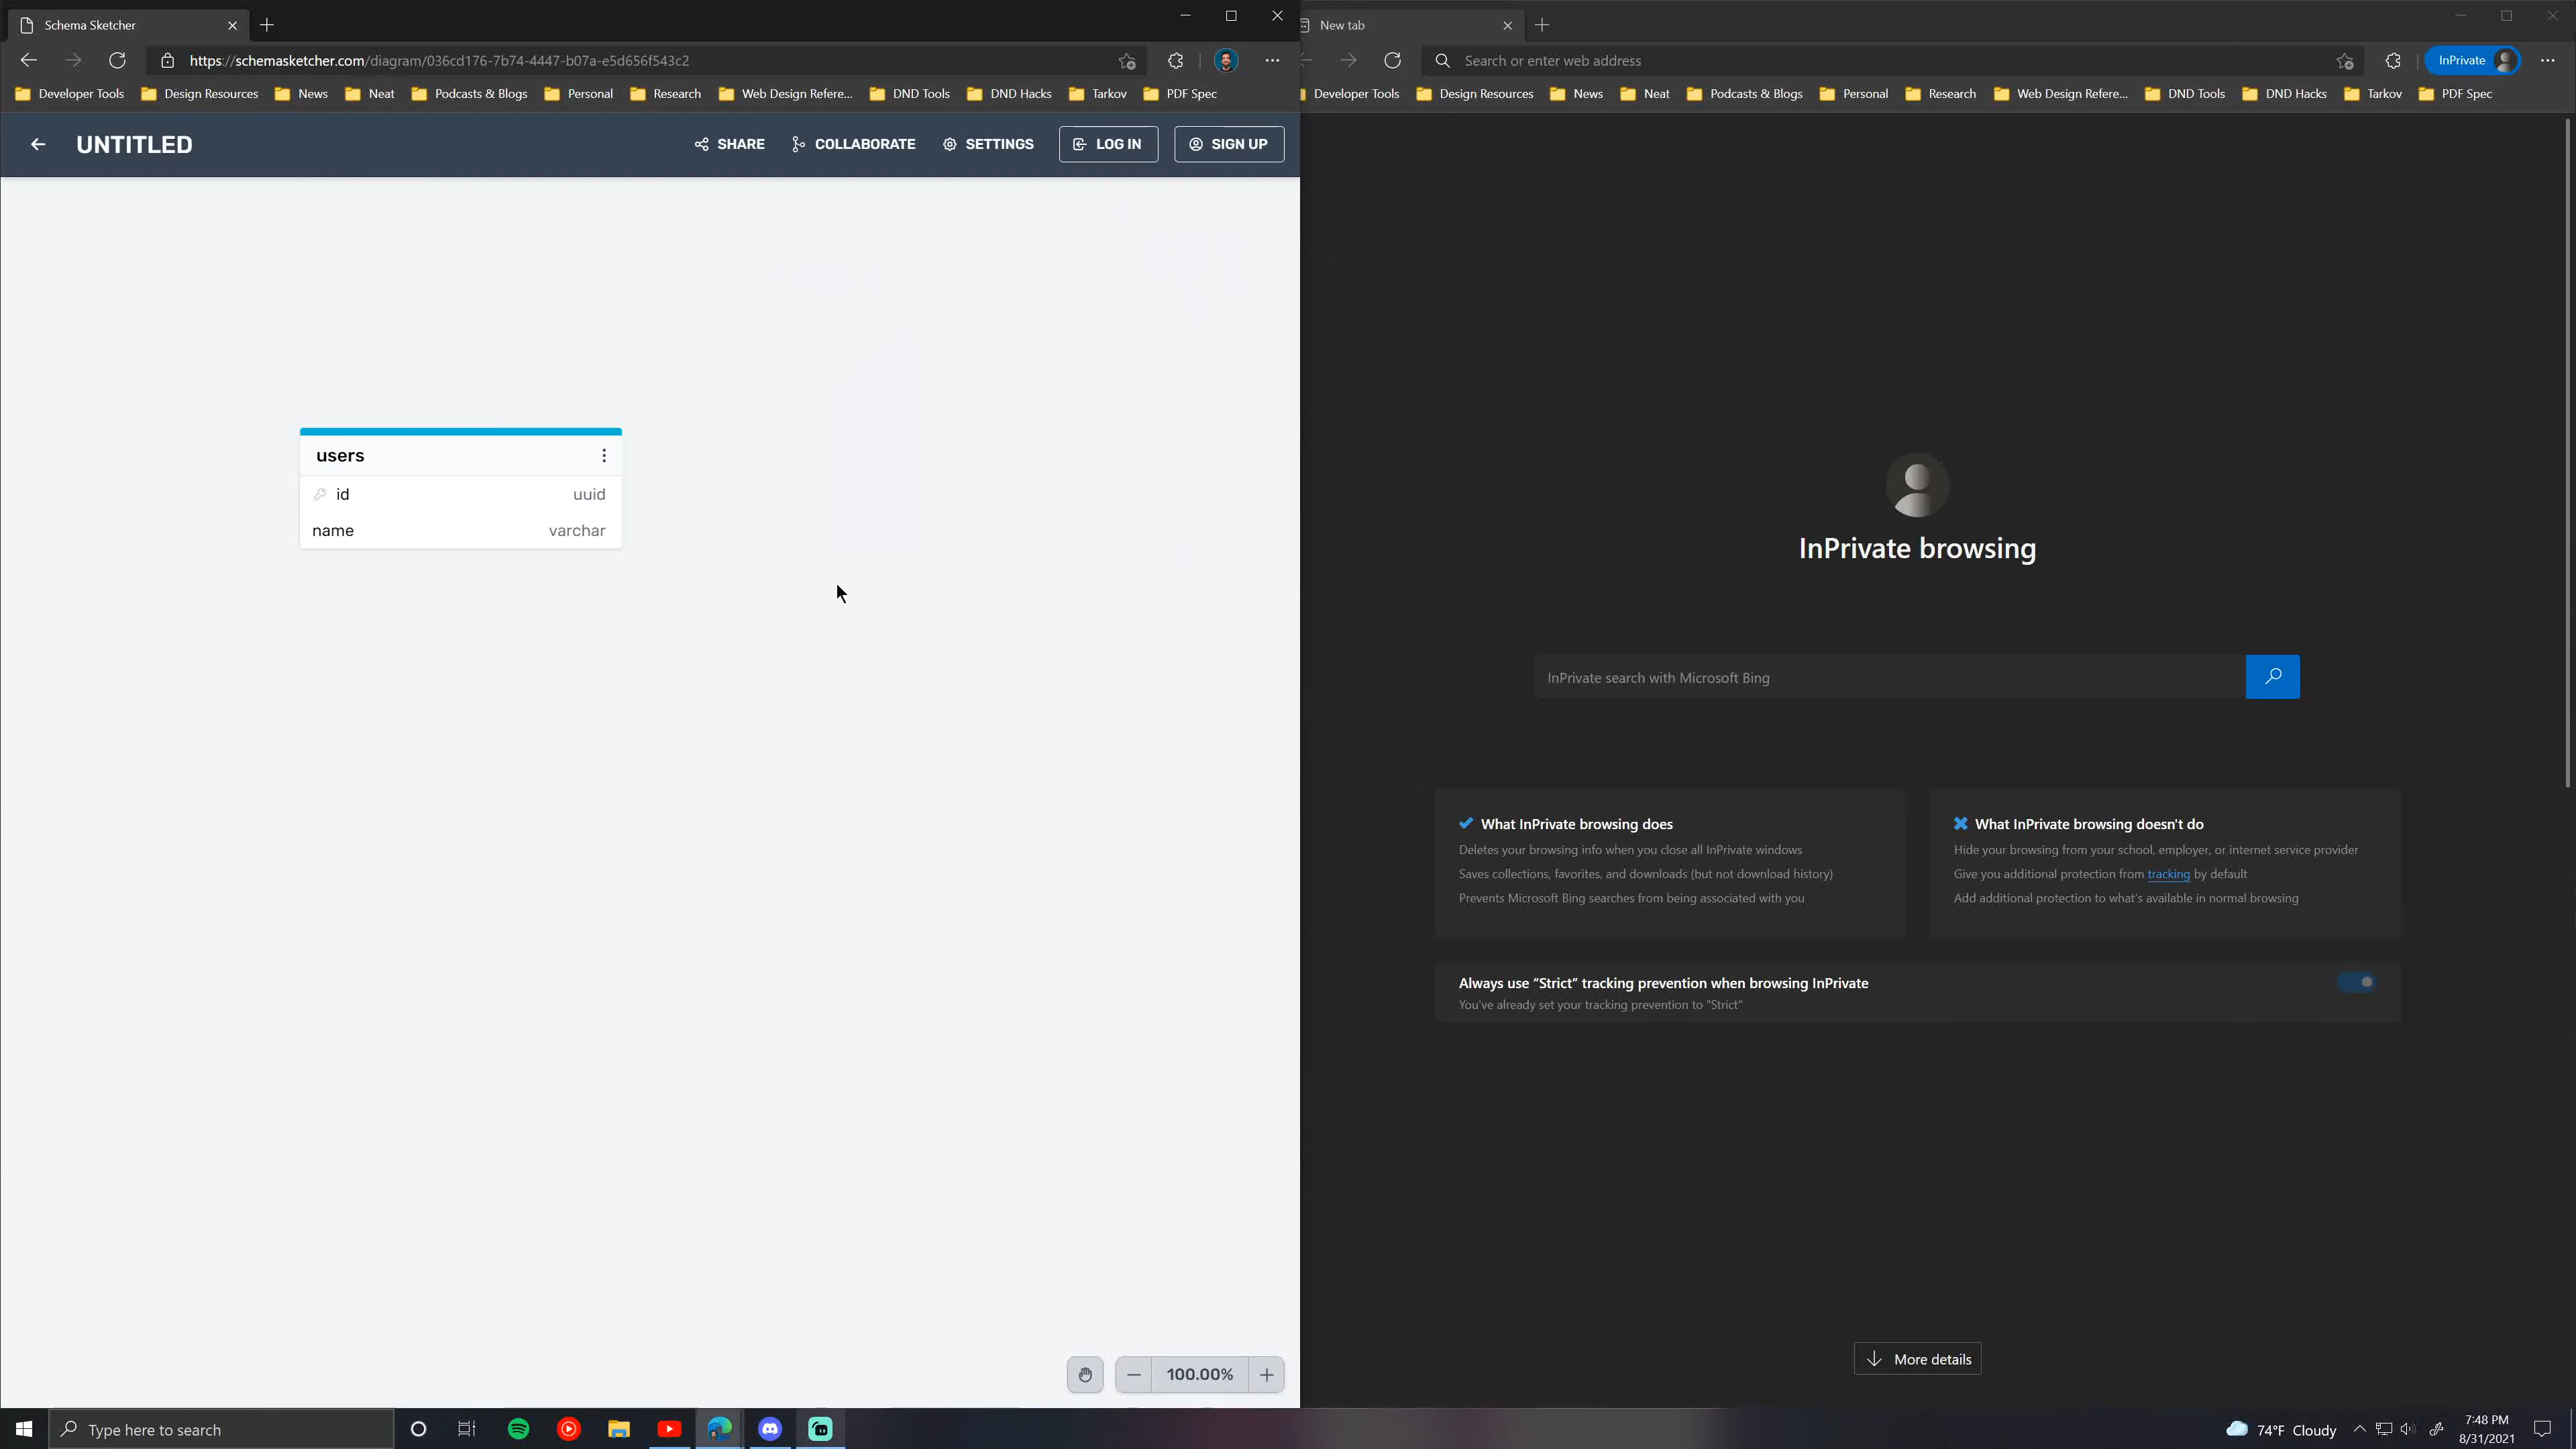 Schema Sketcher
https://schemasketcher.com/diagram/036cd176-7b74-4447-b07a-e5d656f543c2
Developer Tools
Design Resources
News
Neat
Podcasts & Blogs
Personal
Research
Web Design Refere...
DND Tools
DND Hacks
Tarkov
PDF Spec
UNTITLED
SHARE
COLLABORATE
SETTINGS
LOG IN
SIGN UP
users
id uuid
name varchar
100.00%
New tab
Search or enter web address
InPrivate
Developer Tools
Design Resources
News
Neat
Podcasts & Blogs
Personal
Research
Web Design Refere...
DND Tools
DND Hacks
Tarkov
PDF Spec
InPrivate browsing
InPrivate search with Microsoft Bing
What InPrivate browsing does
Deletes your browsing info when you close all InPrivate windows
Saves collections, favorites, and downloads (but not download history)
Prevents Microsoft Bing searches from being associated with you
What InPrivate browsing doesn't do
Hide your browsing from your school, employer, or internet service provider
Give you additional protection from tracking by default
Add additional protection to what's available in normal browsing
Always use “Strict” tracking prevention when browsing InPrivate
You've already set your tracking prevention to "Strict"
More details
Type here to search
74°F Cloudy
7:48 PM
8/31/2021